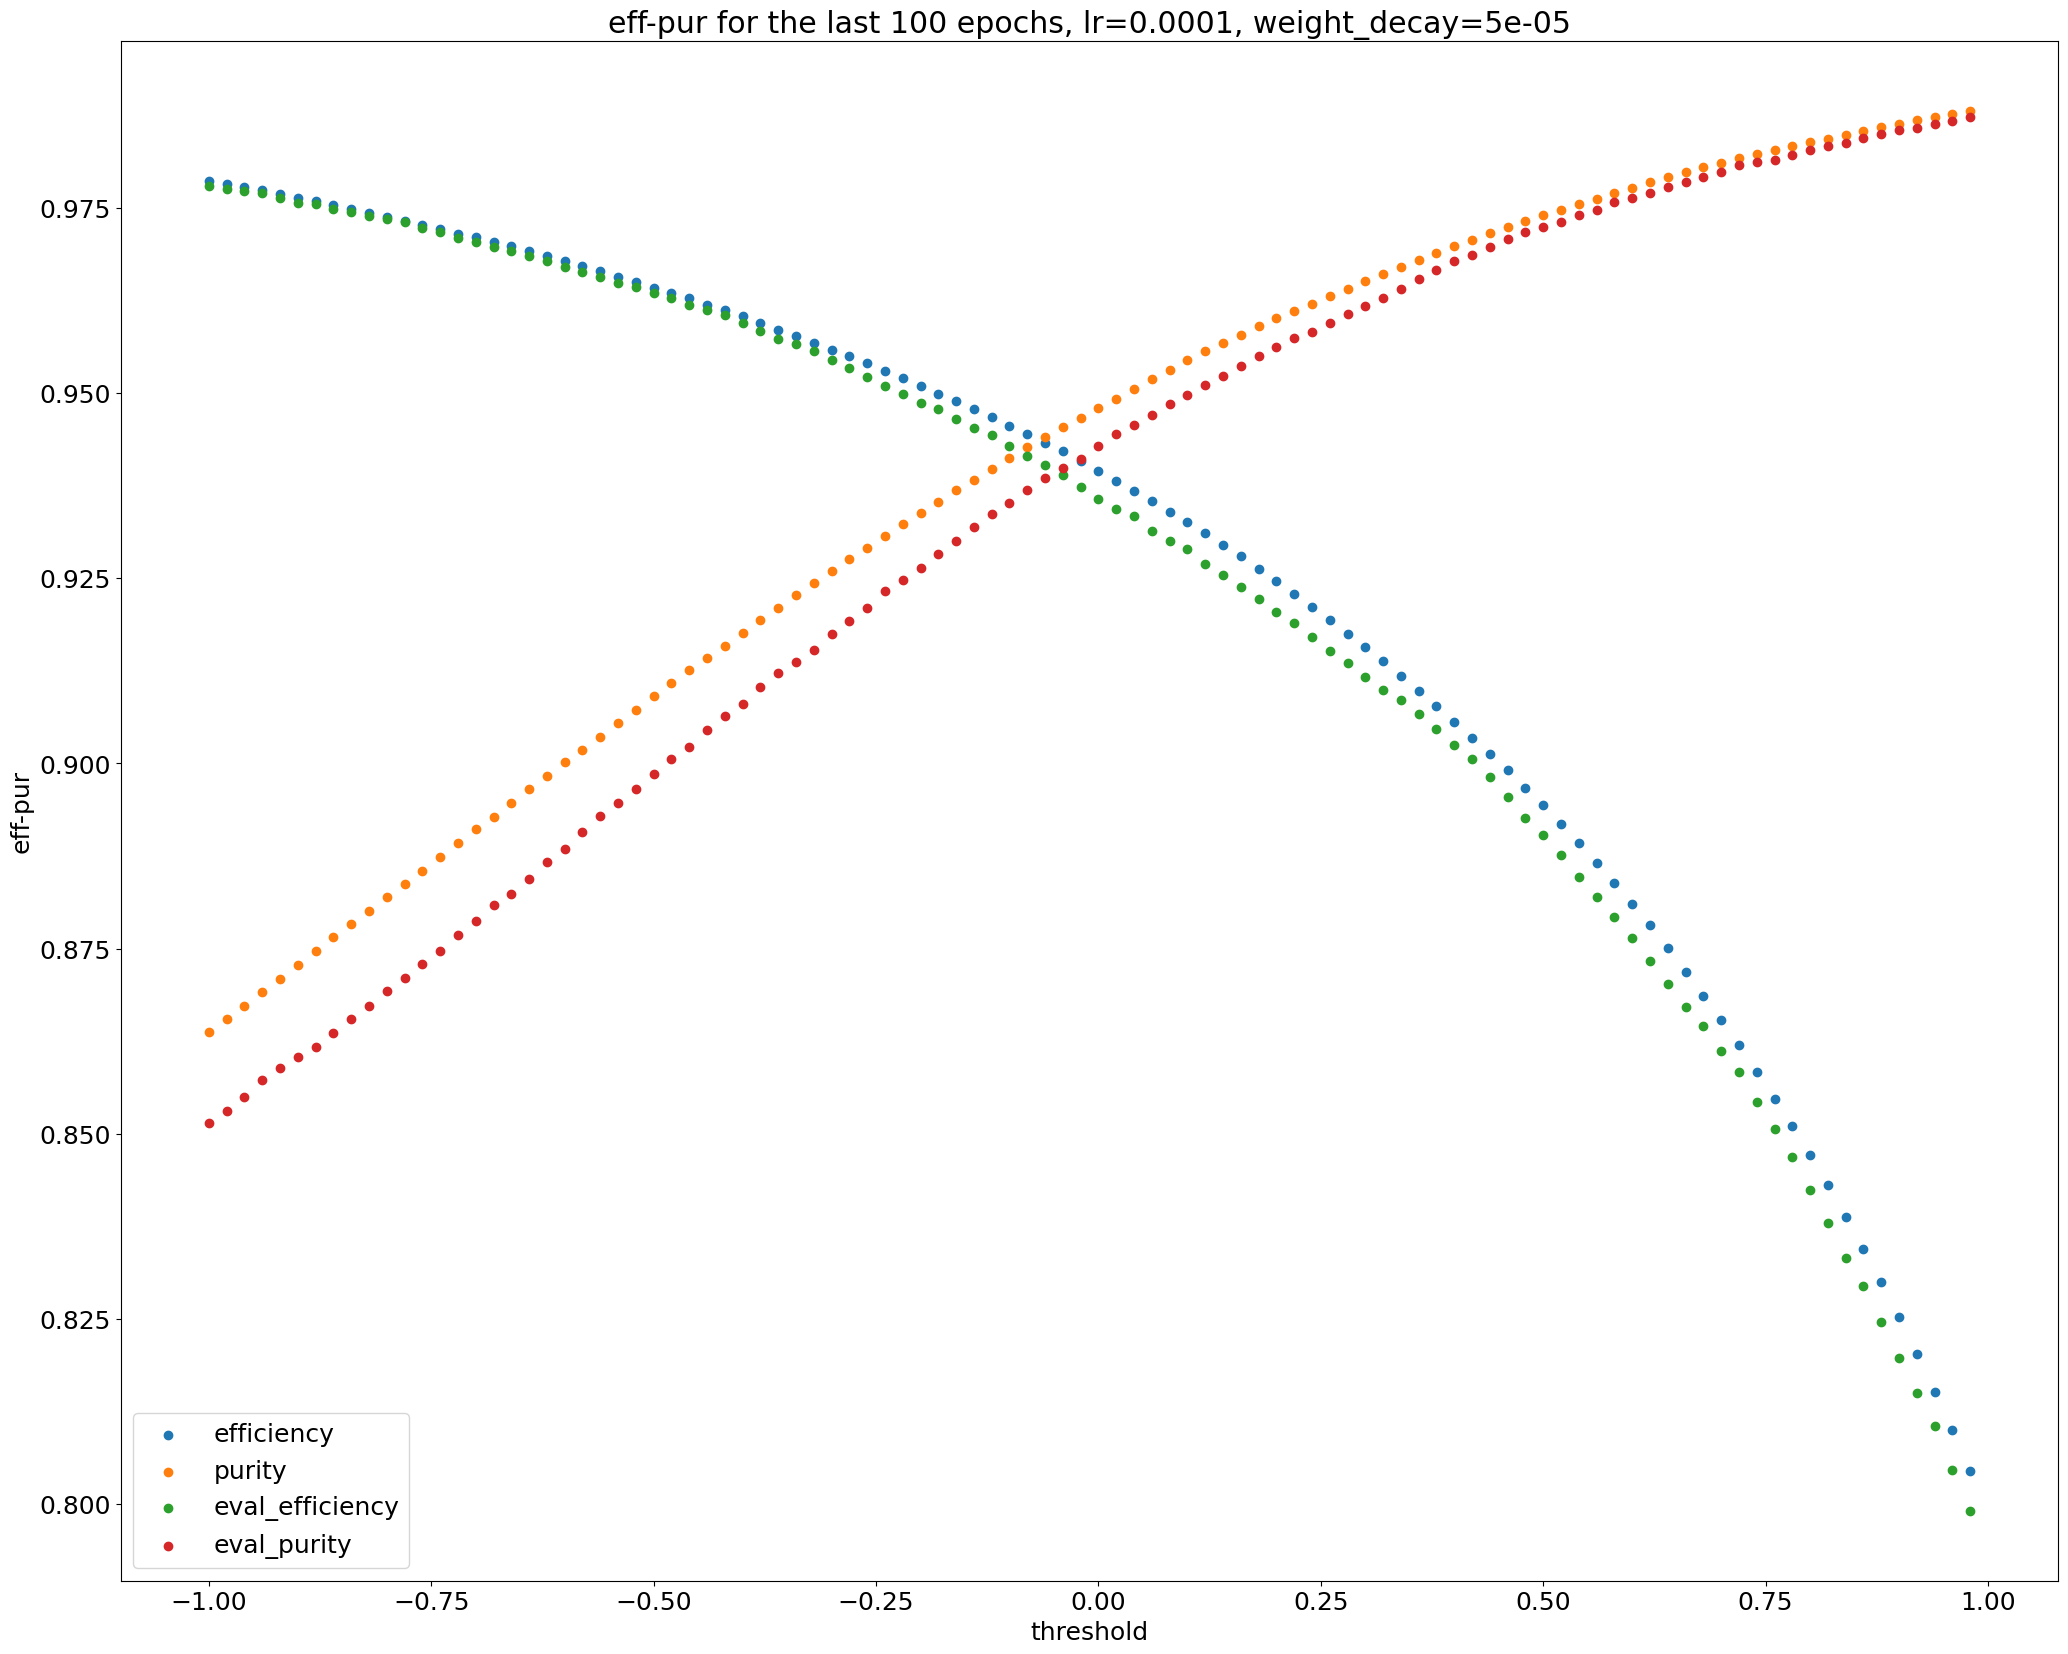 eff-pur for the last 100 epochs, lr=0.0001, weight_decay=5e-05
eff-pur
0.975
0.950
0.925
0.900
0.875
0.850
0.825
0.800
efficiency
purity
eval_efficiency
eval_purity
−1.00 −0.75 −0.50 −0.25 0.00 0.25 0.50 0.75 1.00
threshold